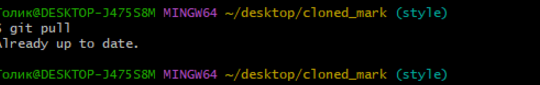 Толик@DESKTOP-J475S8M MINGW64 ~/desktop/cloned_mark (style)
$ git pull
Already up to date.
Толик@DESKTOP-J475S8M MINGW64 ~/desktop/cloned_mark (style)